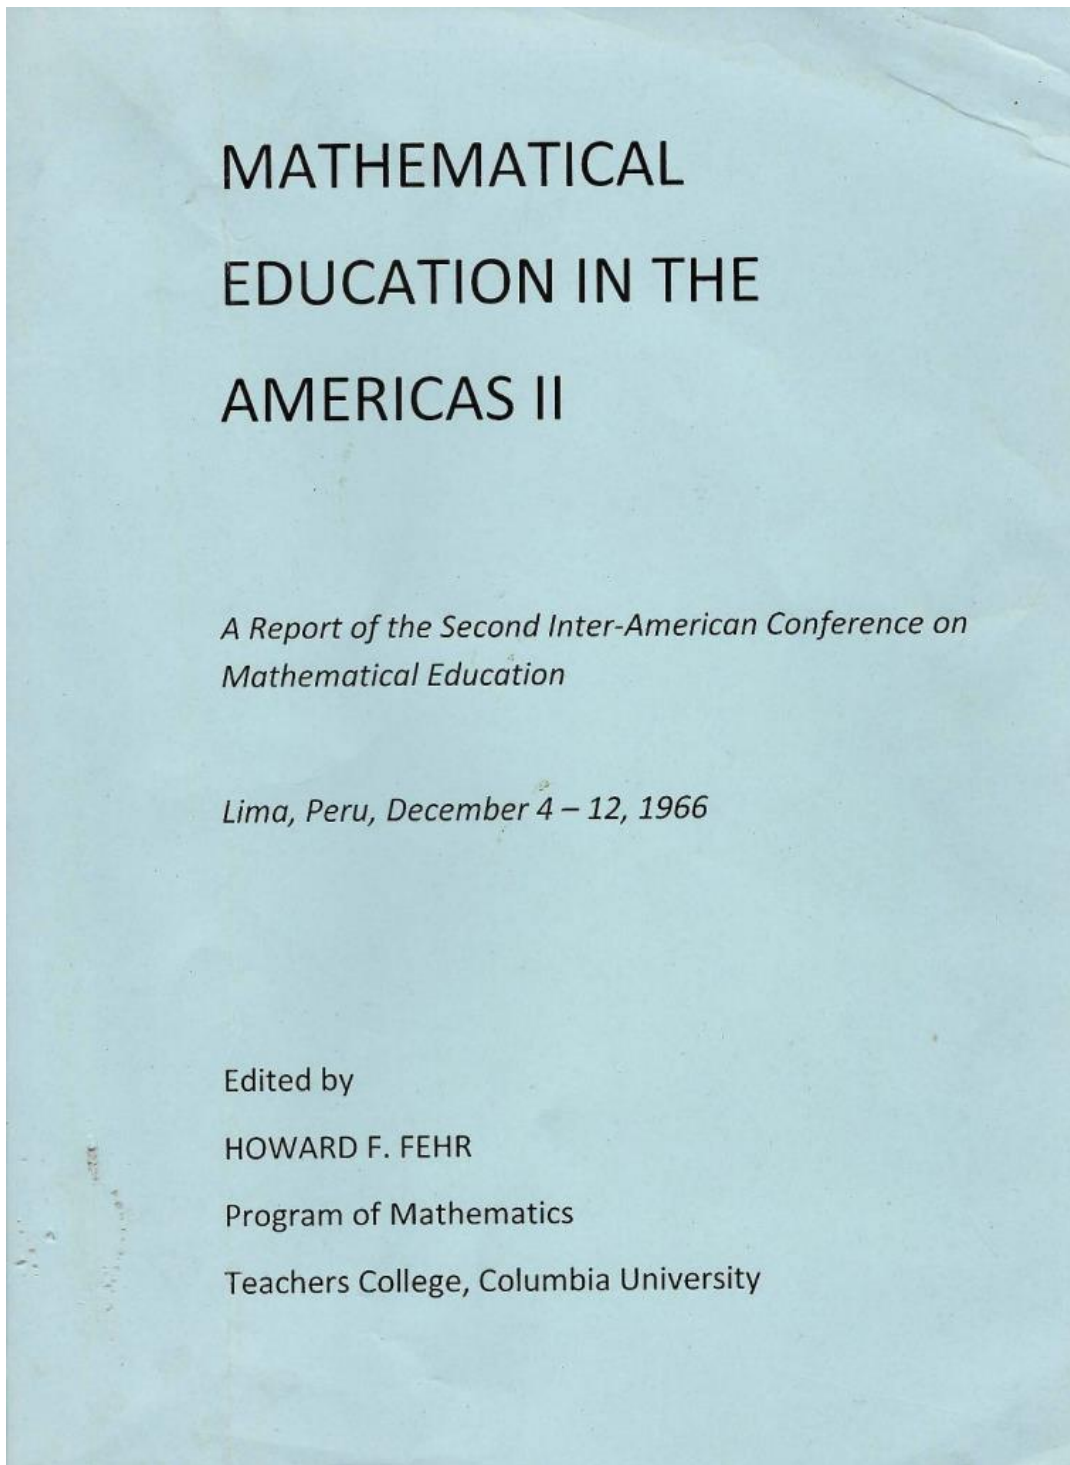 MATHEMATICAL
EDUCATION IN THE
AMERICAS II
A Report of the Second Inter-American Conference on
Mathematical Education
Lima, Peru, December 4 – 12, 1966
Edited by
HOWARD F. FEHR
Program of Mathematics
Teachers College, Columbia University